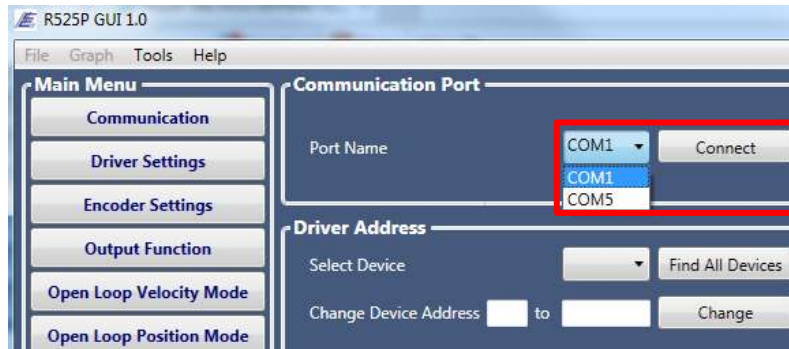 R525P GUI 1.0
File Graph Tools Help
Main Menu
Communication
Driver Settings
Encoder Settings
Output Function
Open Loop Velocity Mode
Open Loop Position Mode
Communication Port
Port Name COM1 Connect
COM1
COM5
Driver Address
Select Device Find All Devices
Change Device Address to Change